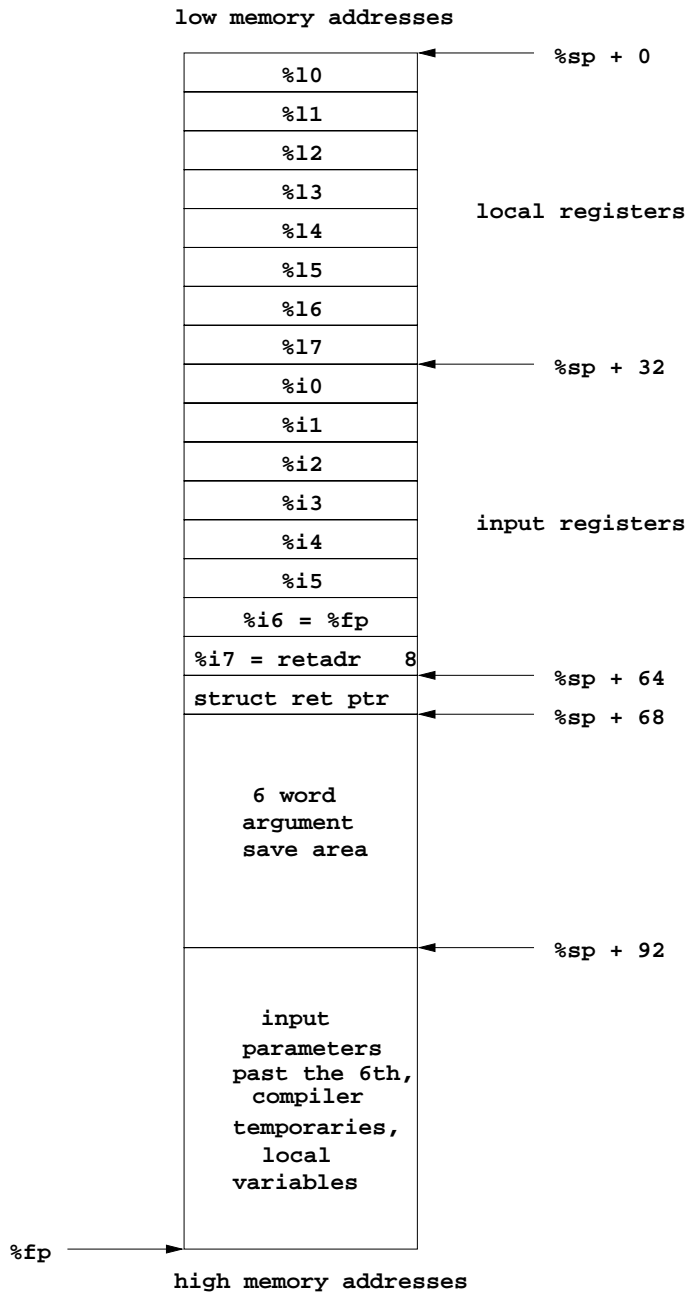 low memory addresses
%sp + 0
%l0
%l1
%l2
%l3
local registers
%l4
%l5
%l6
%l7
%sp + 32
%i0
%i1
%i2
%i3
input registers
%i4
%i5
%i6 = %fp
%i7 = retadr 8
%sp + 64
struct ret ptr
%sp + 68
6 word
argument
save area
%sp + 92
input
parameters
past the 6th,
compiler
temporaries,
local
variables
%fp
high memory addresses